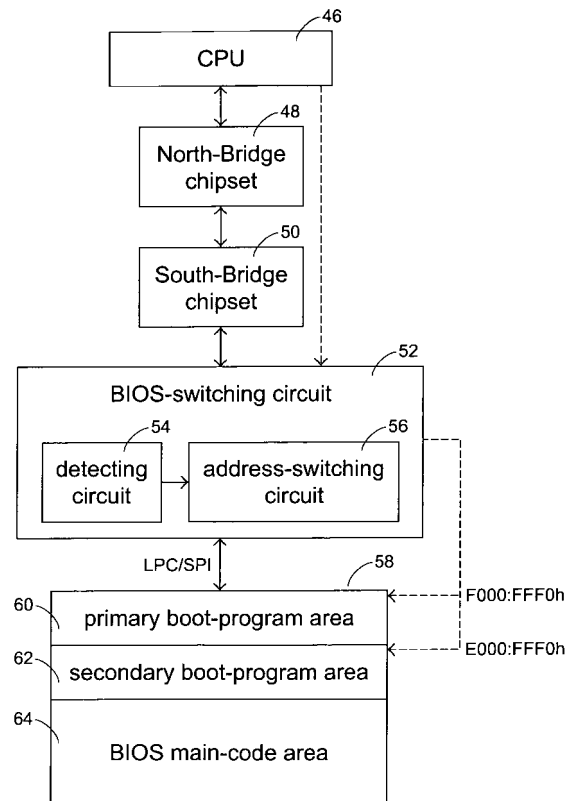 46
CPU
48
North-Bridge
chipset
50
South-Bridge
chipset
52
BIOS-switching circuit
54
56
detecting
circuit
address-switching
circuit
LPC/SPI
58
60
primary boot-program area
F000:FFF0h
62
secondary boot-program area
E000:FFF0h
64
BIOS main-code area